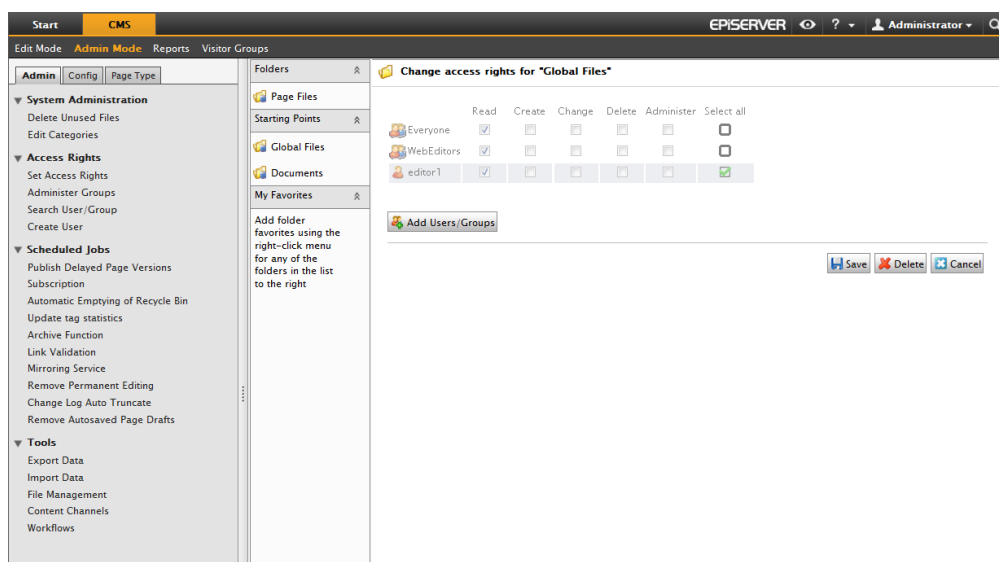 Start CMS EPiSERVER ? Administrator
Edit Mode Admin Mode Reports Visitor Groups
Admin Config Page Type
System Administration
Delete Unused Files
Edit Categories
Access Rights
Set Access Rights
Administer Groups
Search User/Group
Create User
Scheduled Jobs
Publish Delayed Page Versions
Subscription
Automatic Emptying of Recycle Bin
Update tag statistics
Archive Function
Link Validation
Mirroring Service
Remove Permanent Editing
Change Log Auto Truncate
Remove Autosaved Page Drafts
Tools
Export Data
Import Data
File Management
Content Channels
Workflows
Folders
Page Files
Starting Points
Global Files
Documents
My Favorites
Add folder
favorites using the
right-click menu
for any of the
folders in the list
to the right
Change access rights for "Global Files"
Read Create Change Delete Administer Select all
Everyone
WebEditors
editor1
Add Users/Groups
Save Delete Cancel